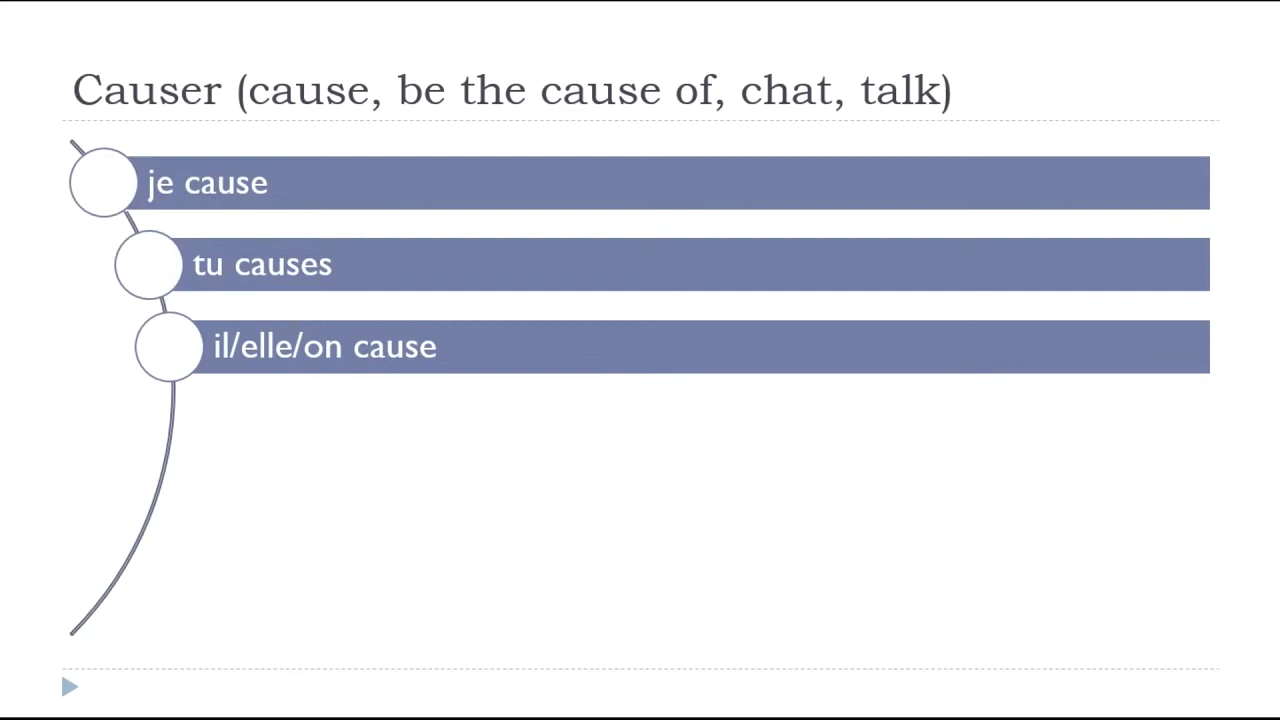 Causer (cause, be the cause of, chat, talk)
je cause
tu causes
il/elle/on cause